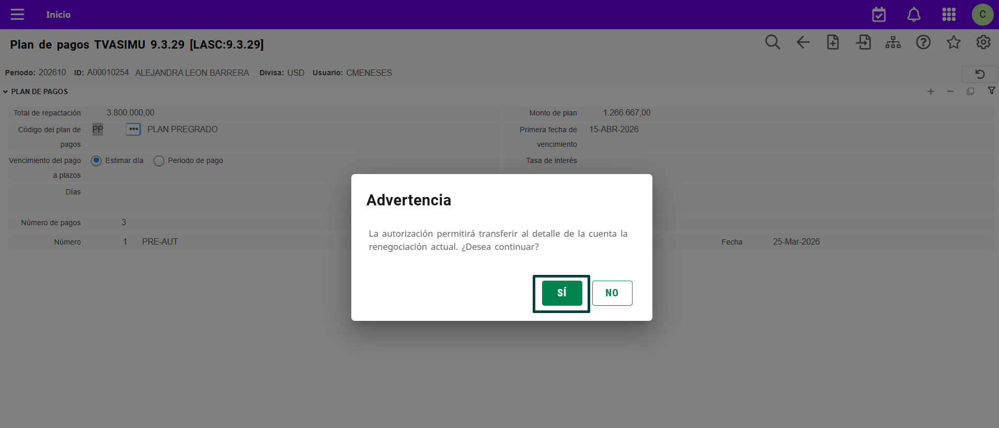 Inicio
C
Plan de pagos TVASIMU 9.3.29 [LASC:9.3.29]
Periodo: 202610 ID: A00010254 ALEJANDRA LEON BARRERA Divisa: USD Usuario: CMENESES
PLAN DE PAGOS
Total de repactación 3.800.000,00 Monto de plan 1.266.667,00
Código del plan de pagos PP ••• PLAN PREGRADO Primera fecha de vencimiento 15-ABR-2026
Vencimiento del pago a plazos Estimar día Periodo de pago Tasa de interés
Días
Número de pagos 3
Número 1 PRE-AUT Fecha 25-Mar-2026
Advertencia
La autorización permitirá transferir al detalle de la cuenta la
renegociación actual. ¿Desea continuar?
SÍ NO